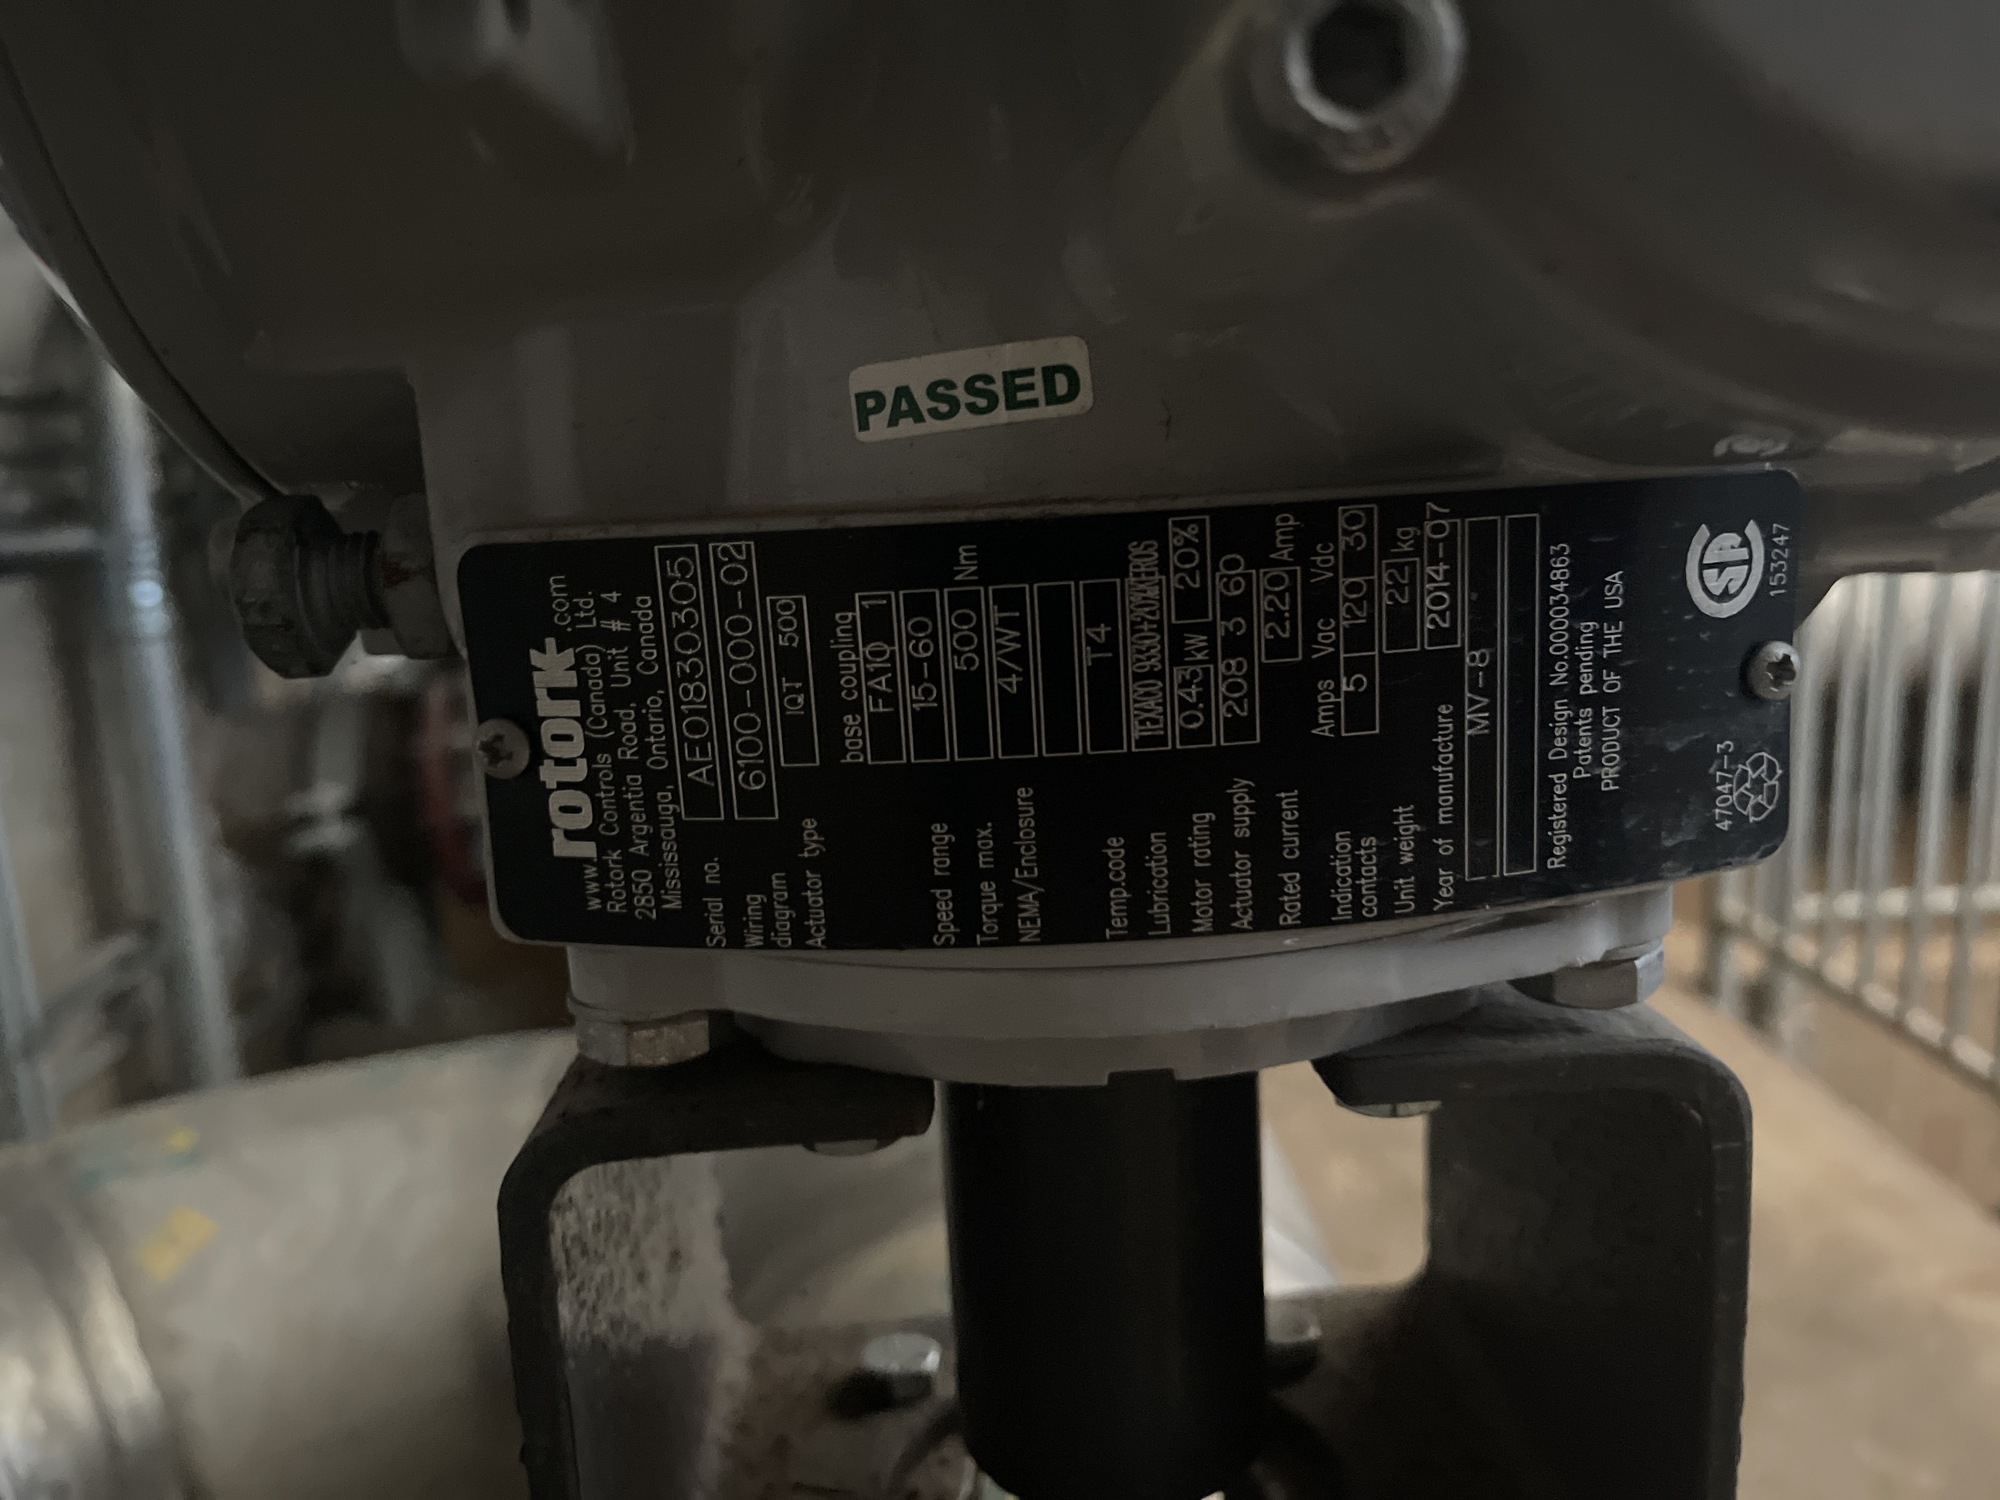 PASSED
www.rotork.com
Rotork Controls (Canada) Ltd.
2850 Argentia Road, Unit # 4
Mississauga, Ontario, Canada
Serial no. AE01830305
Wiring diagram 6100-000-02
Actuator type IQT 500
base coupling
FA10 1
Speed range 15-60
Torque max. 500 Nm
NEMA/Enclosure 4/WT
Temp.code T4
Lubrication TEXACO
Motor rating 0.43 kW 20%
Actuator supply 208 3 60
Rated current 2.20 Amp
Amps Vac Vdc
Indication contacts 5 120 30
Unit weight 22 kg
Year of manufacture 2014-07
MV-8
Registered Design No.000034863
Patents pending
PRODUCT OF THE USA
47047-3
SA
153247